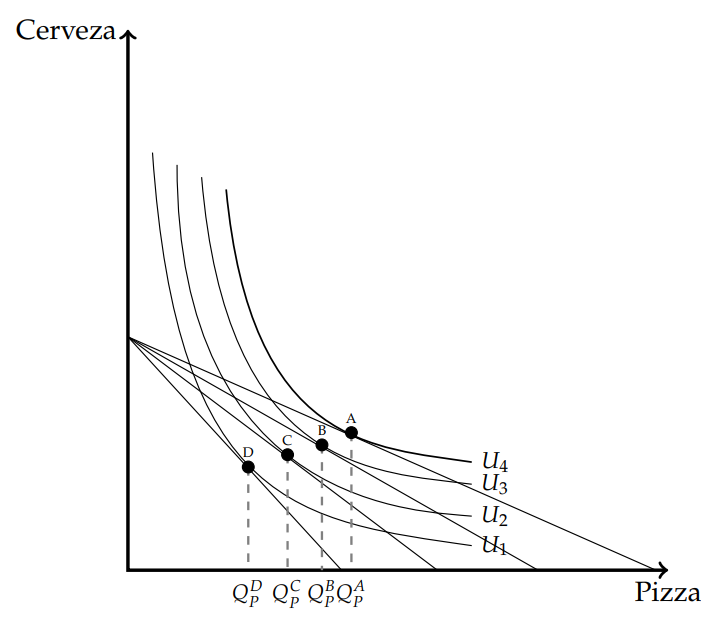 Cerveza
A
B
C
D
U₄
U₃
U₂
U₁
Q_P^D Q_P^C Q_P^B Q_P^A
Pizza